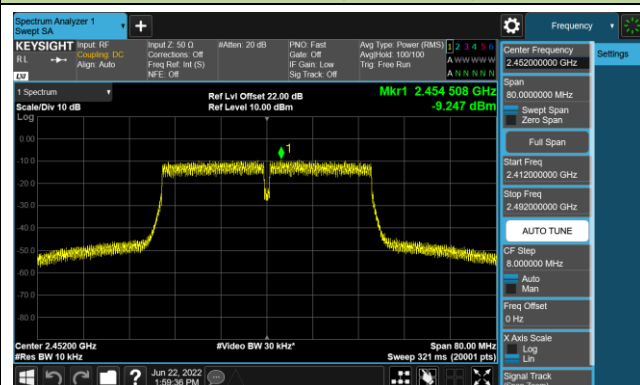 Spectrum Analyzer 1
Swept SA
+
Frequency
KEYSIGHT
RL
LXI
Input: RF
Coupling: DC
Align: Auto
Input Z: 50 Ω
Corrections: Off
Freq Ref: Int (S)
NFE: Off
#Atten: 20 dB
PNO: Fast
Gate: Off
IF Gain: Low
Sig Track: Off
Avg Type: Power (RMS)
Avg|Hold: 100/100
Trig: Free Run
1 2 3 4 5 6
A W W W W W
A N N N N N
1 Spectrum
Scale/Div 10 dB
Log
Ref Lvl Offset 22.00 dB
Ref Level 10.00 dBm
Mkr1 2.454 508 GHz
-9.247 dBm
0.00
-10.0
-20.0
-30.0
-40.0
-50.0
-60.0
-70.0
-80.0
1
Center 2.45200 GHz
#Res BW 10 kHz
#Video BW 30 kHz*
Span 80.00 MHz
Sweep 321 ms (20001 pts)
Jun 22, 2022
1:59:36 PM
Center Frequency
2.452000000 GHz
Settings
Span
80.0000000 MHz
Swept Span
Zero Span
Full Span
Start Freq
2.412000000 GHz
Stop Freq
2.492000000 GHz
AUTO TUNE
CF Step
8.000000 MHz
Auto
Man
Freq Offset
0 Hz
X Axis Scale
Log
Lin
Signal Track
(Span Zoom)